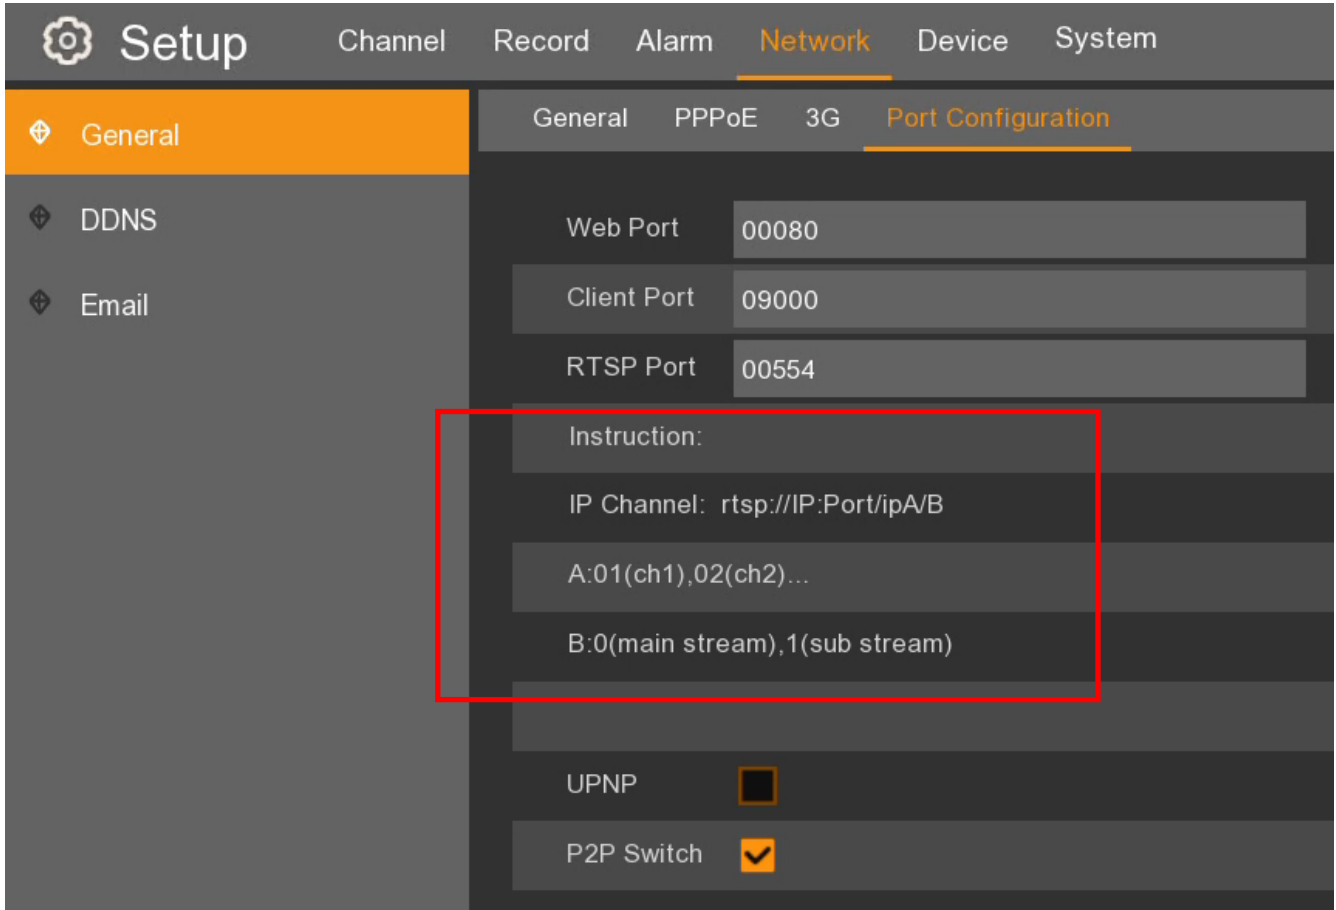 Setup Channel Record Alarm Network Device System
General PPPoE 3G Port Configuration
General
DDNS
Email
Web Port 00080
Client Port 09000
RTSP Port 00554
Instruction:
IP Channel: rtsp://IP:Port/ipA/B
A:01(ch1),02(ch2)...
B:0(main stream),1(sub stream)
UPNP
P2P Switch